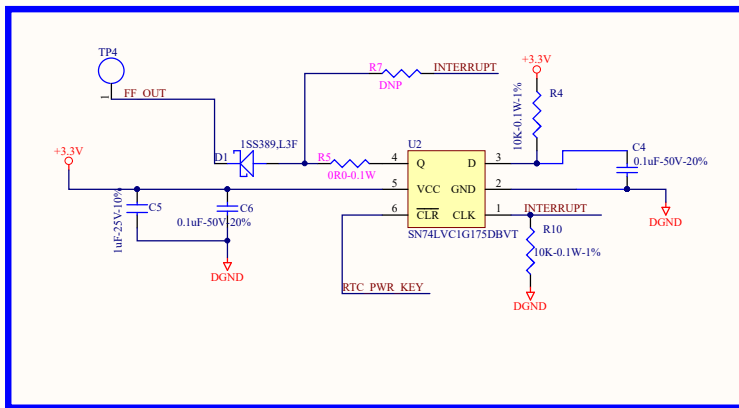 TP4
1
FF_OUT
R7
DNP
INTERRUPT
+3.3V
R4
10K-0.1W-1%
1SS389,L3F
D1
R5
0R0-0.1W
U2
4
Q
D
3
C4
0.1uF-50V-20%
+3.3V
5
VCC
GND
2
6
CLR
CLK
1
INTERRUPT
SN74LVC1G175DBVT
C5
1uF-25V-10%
C6
0.1uF-50V-20%
DGND
RTC_PWR_KEY
R10
10K-0.1W-1%
DGND
DGND